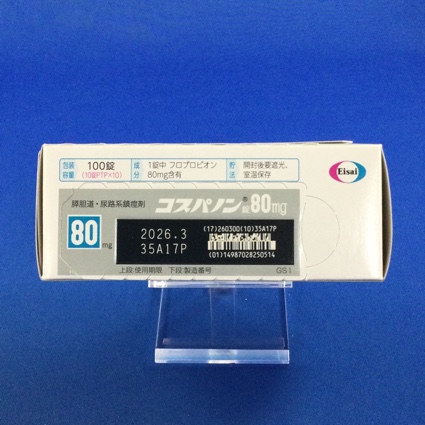 包装容量 100錠 (10錠PTP×10)
成分 1錠中 フロプロピオン 80mg含有
貯法 開封後要遮光、室温保存
Eisai
膵胆道・尿路系鎮痙剤
コスパノン®錠80mg
80mg
2026.3
35A17P
(17)260300(10)35A17P
(01)14987028250514
上段:使用期限 下段:製造番号
GS1